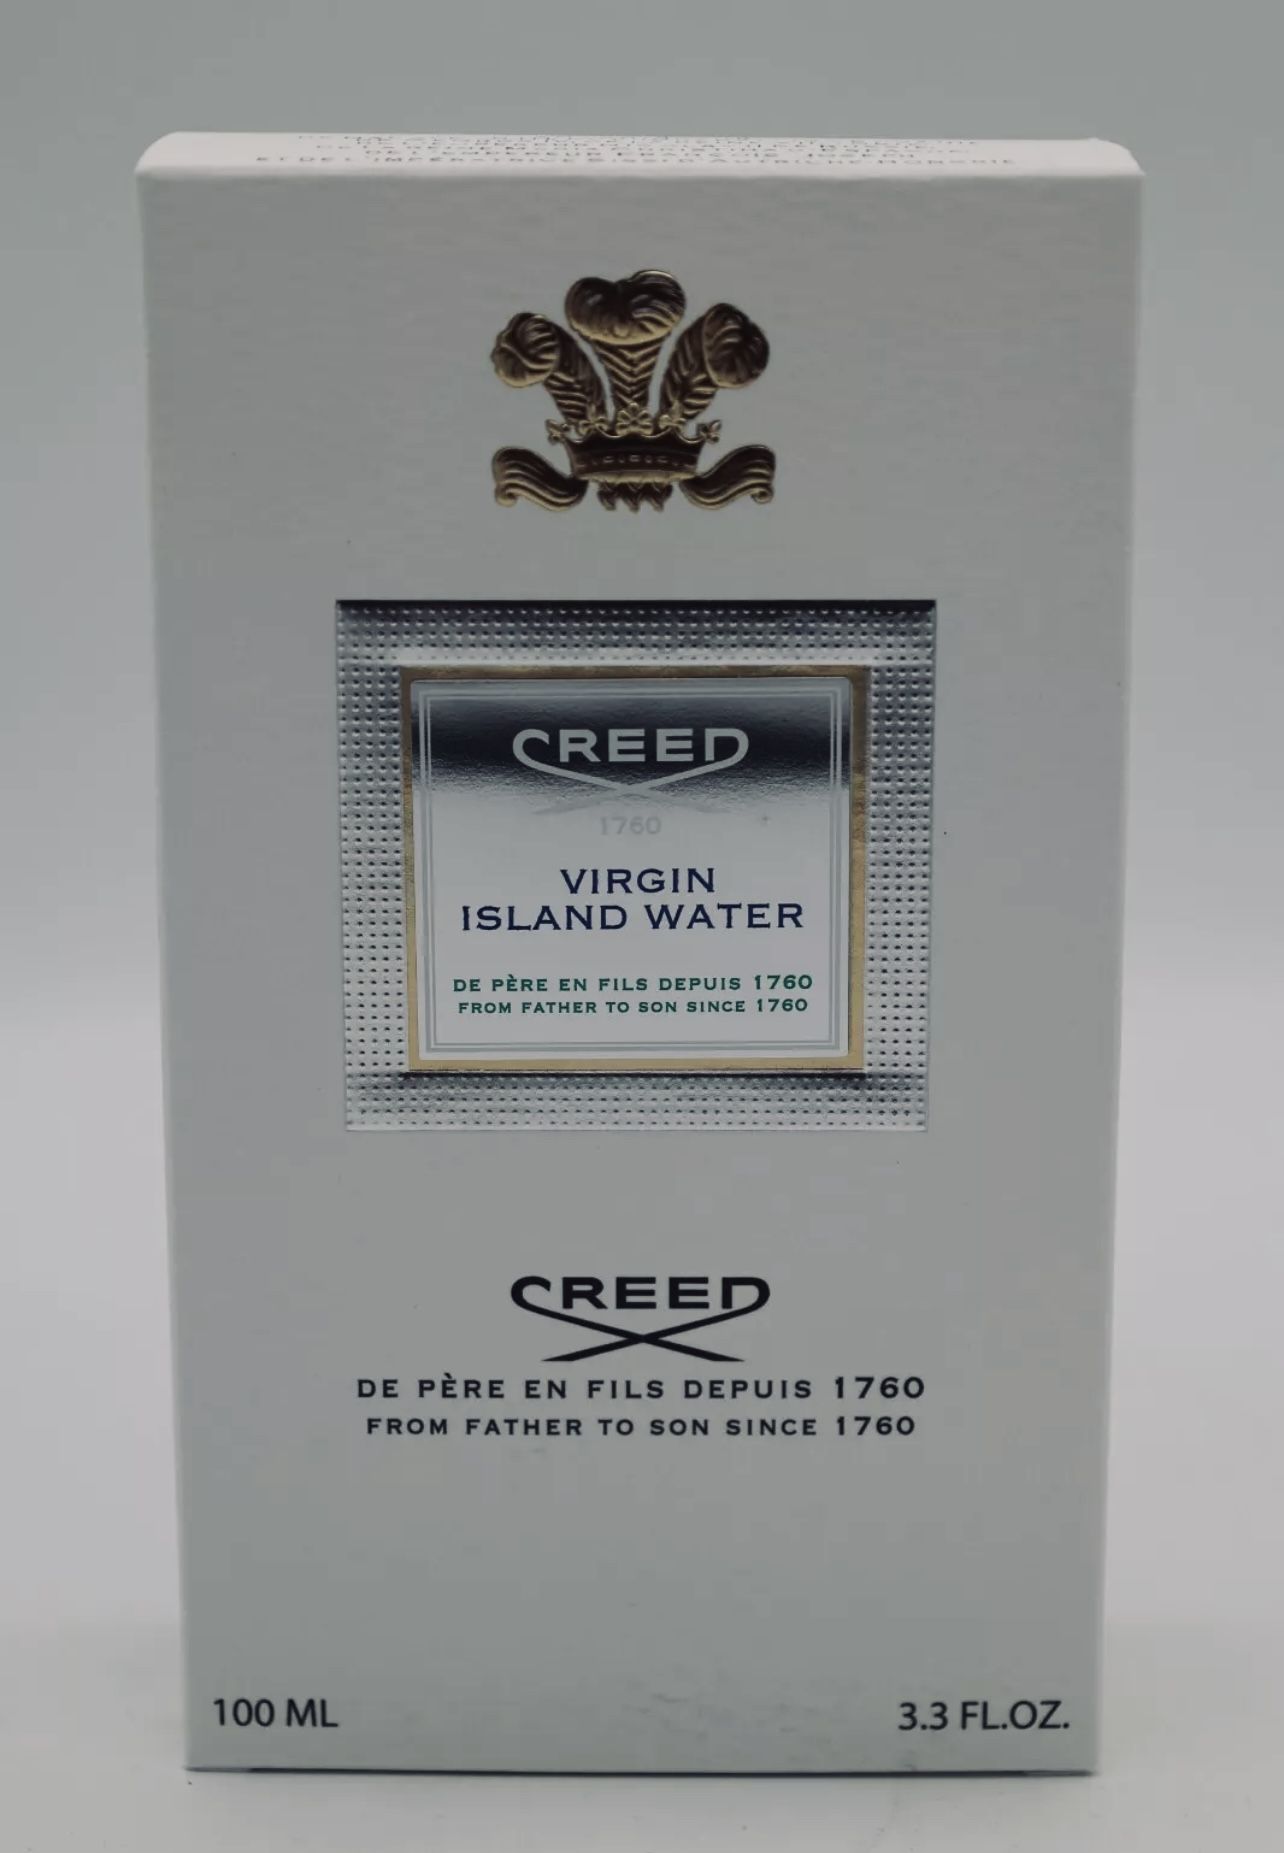 CREED
1760
VIRGIN
ISLAND WATER
DE PÈRE EN FILS DEPUIS 1760
FROM FATHER TO SON SINCE 1760
CREED
DE PÈRE EN FILS DEPUIS 1760
FROM FATHER TO SON SINCE 1760
100 ML
3.3 FL.OZ.